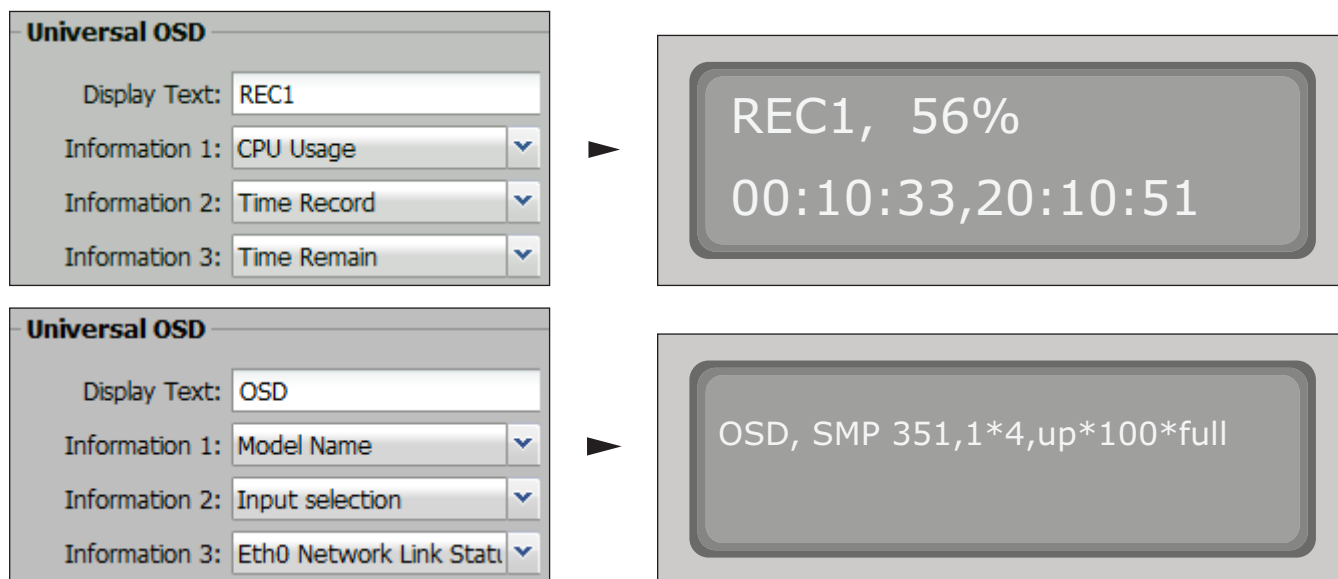 Universal OSD
Display Text: REC1
Information 1: CPU Usage
Information 2: Time Record
Information 3: Time Remain
REC1, 56%
00:10:33,20:10:51
Universal OSD
Display Text: OSD
Information 1: Model Name
Information 2: Input selection
Information 3: Eth0 Network Link Statu
OSD, SMP 351,1*4,up*100*full